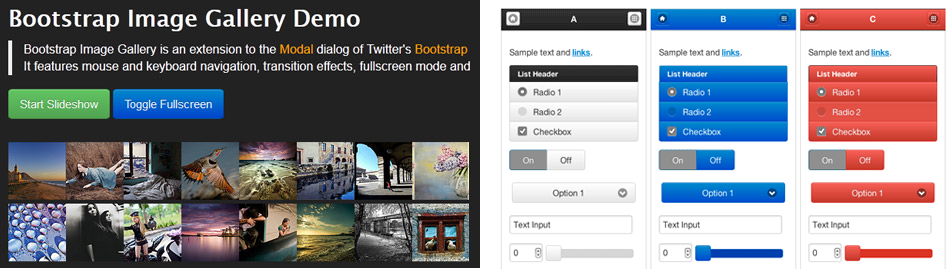 Bootstrap Image Gallery Demo
Bootstrap Image Gallery is an extension to the Modal dialog of Twitter's Bootstrap
It features mouse and keyboard navigation, transition effects, fullscreen mode and
Start Slideshow
Toggle Fullscreen
A
Sample text and links.
List Header
Radio 1
Radio 2
Checkbox
On
Off
Option 1
Text Input
0
B
Sample text and links.
List Header
Radio 1
Radio 2
Checkbox
On
Off
Option 1
Text Input
0
C
Sample text and links.
List Header
Radio 1
Radio 2
Checkbox
On
Off
Option 1
Text Input
0